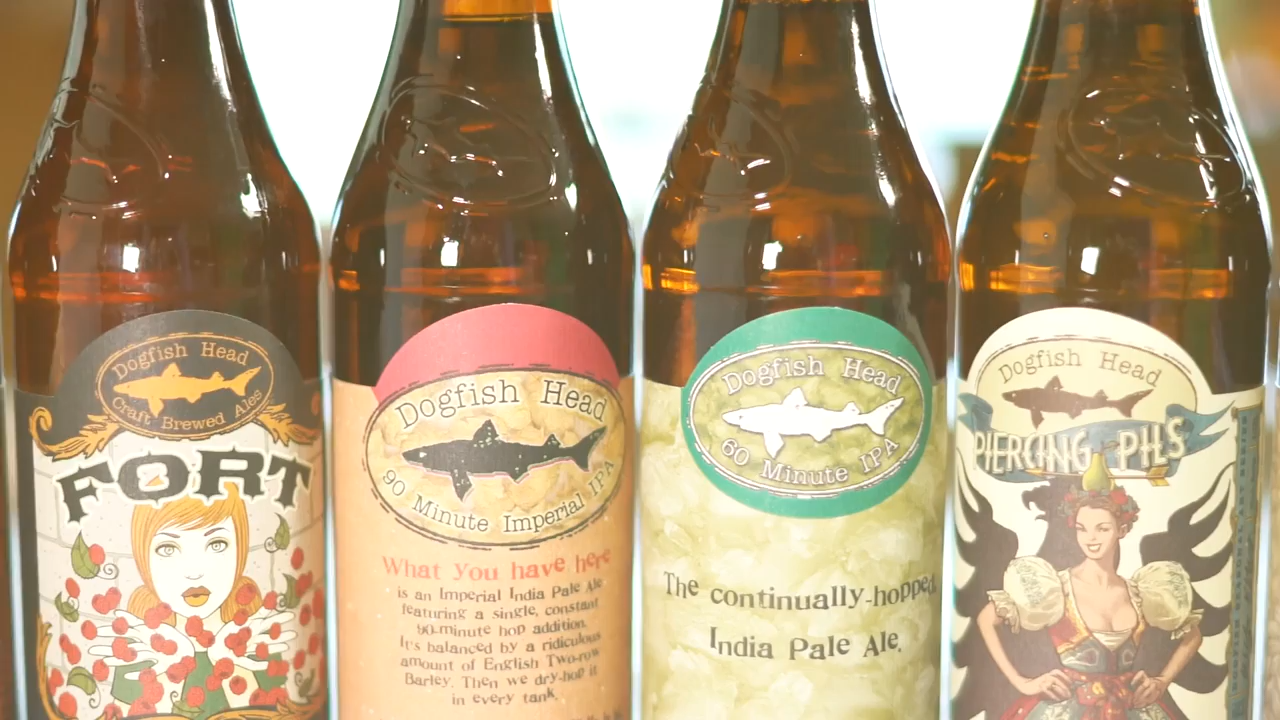 Dogfish Head
Craft Brewed Ales
FORT
Dogfish Head
90 Minute Imperial IPA
What you have here
is an Imperial India Pale Ale
featuring a single, constant
90-minute hop addition.
It's balanced by a ridiculous
amount of English Two-row
Barley. Then we dry-hop it
in every tank.
Dogfish Head
60 Minute IPA
The continually-hopped
India Pale Ale.
Dogfish Head
PIERCING PILS